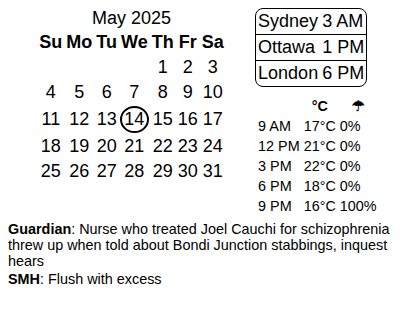 May 2025
Su Mo Tu We Th Fr Sa
1 2 3
4 5 6 7 8 9 10
11 12 13 14 15 16 17
18 19 20 21 22 23 24
25 26 27 28 29 30 31
Sydney 3 AM
Ottawa 1 PM
London 6 PM
°C ☂
9 AM 17°C 0%
12 PM 21°C 0%
3 PM 22°C 0%
6 PM 18°C 0%
9 PM 16°C 100%
Guardian: Nurse who treated Joel Cauchi for schizophrenia
threw up when told about Bondi Junction stabbings, inquest
hears
SMH: Flush with excess